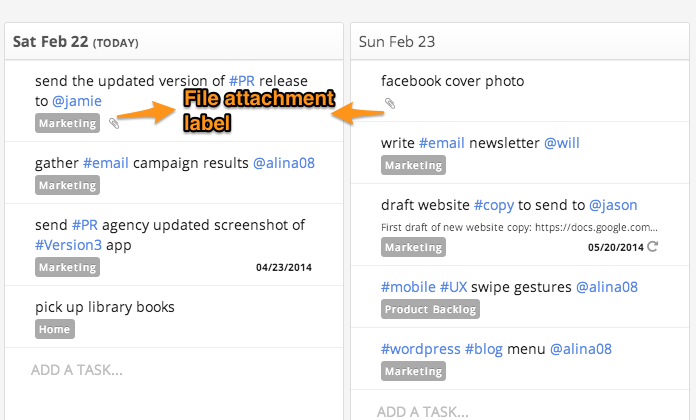 Sat Feb 22 (TODAY)
send the updated version of #PR release
to @jamie
Marketing
gather #email campaign results @alina08
Marketing
send #PR agency updated screenshot of
#Version3 app
Marketing 04/23/2014
pick up library books
Home
ADD A TASK...
File attachment
label
Sun Feb 23
facebook cover photo
write #email newsletter @will
Marketing
draft website #copy to send to @jason
First draft of new website copy: https://docs.google.com...
Marketing 05/20/2014
#mobile #UX swipe gestures @alina08
Product Backlog
#wordpress #blog menu @alina08
Marketing
ADD A TASK...